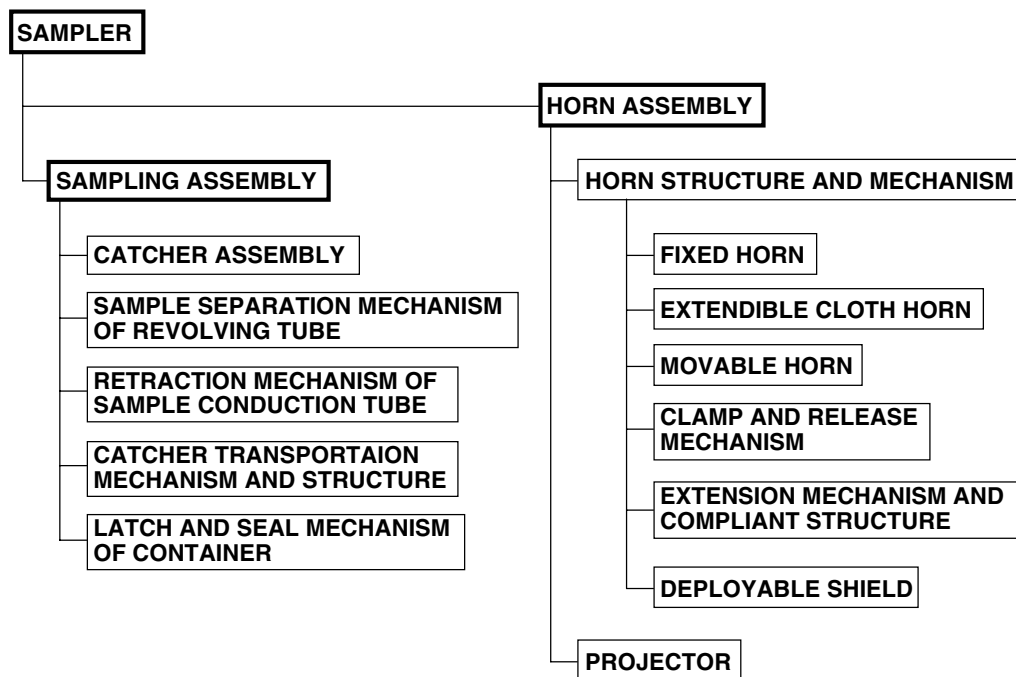 SAMPLER
HORN ASSEMBLY
SAMPLING ASSEMBLY
CATCHER ASSEMBLY
SAMPLE SEPARATION MECHANISM
OF REVOLVING TUBE
RETRACTION MECHANISM OF
SAMPLE CONDUCTION TUBE
CATCHER TRANSPORTAION
MECHANISM AND STRUCTURE
LATCH AND SEAL MECHANISM
OF CONTAINER
HORN STRUCTURE AND MECHANISM
FIXED HORN
EXTENDIBLE CLOTH HORN
MOVABLE HORN
CLAMP AND RELEASE
MECHANISM
EXTENSION MECHANISM AND
COMPLIANT STRUCTURE
DEPLOYABLE SHIELD
PROJECTOR